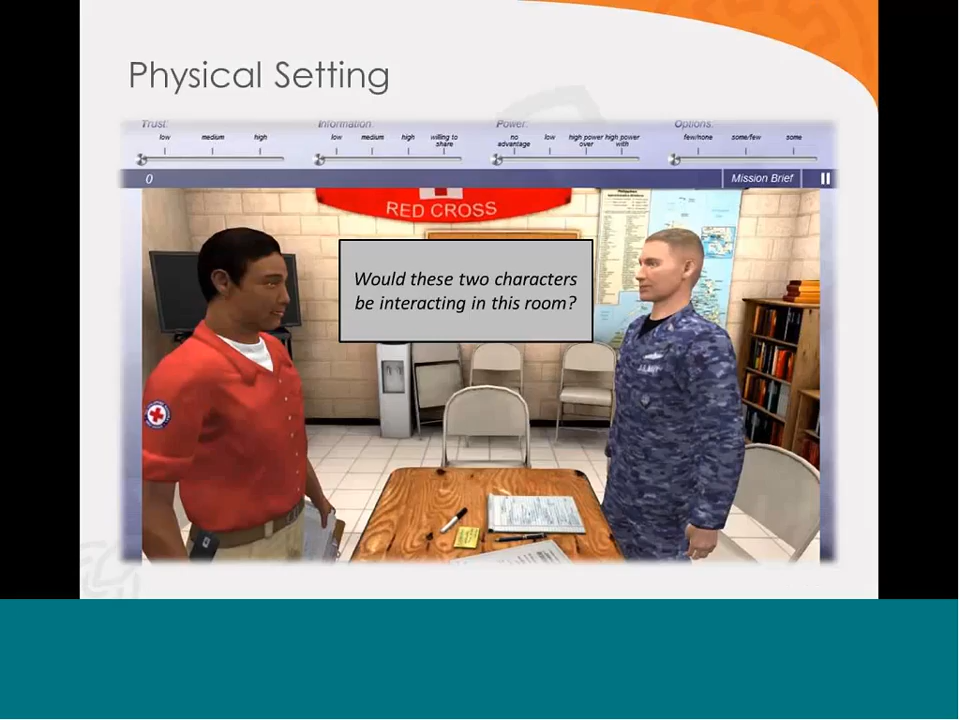 Physical Setting
Trust:
low medium high
Information:
low medium high willing to
share
Power:
no
advantage
low high power
over
high power
with
Options:
few/none some/few some
0
Mission Brief
RED CROSS
Philippines
Would these two characters
be interacting in this room?
U.S. NAVY